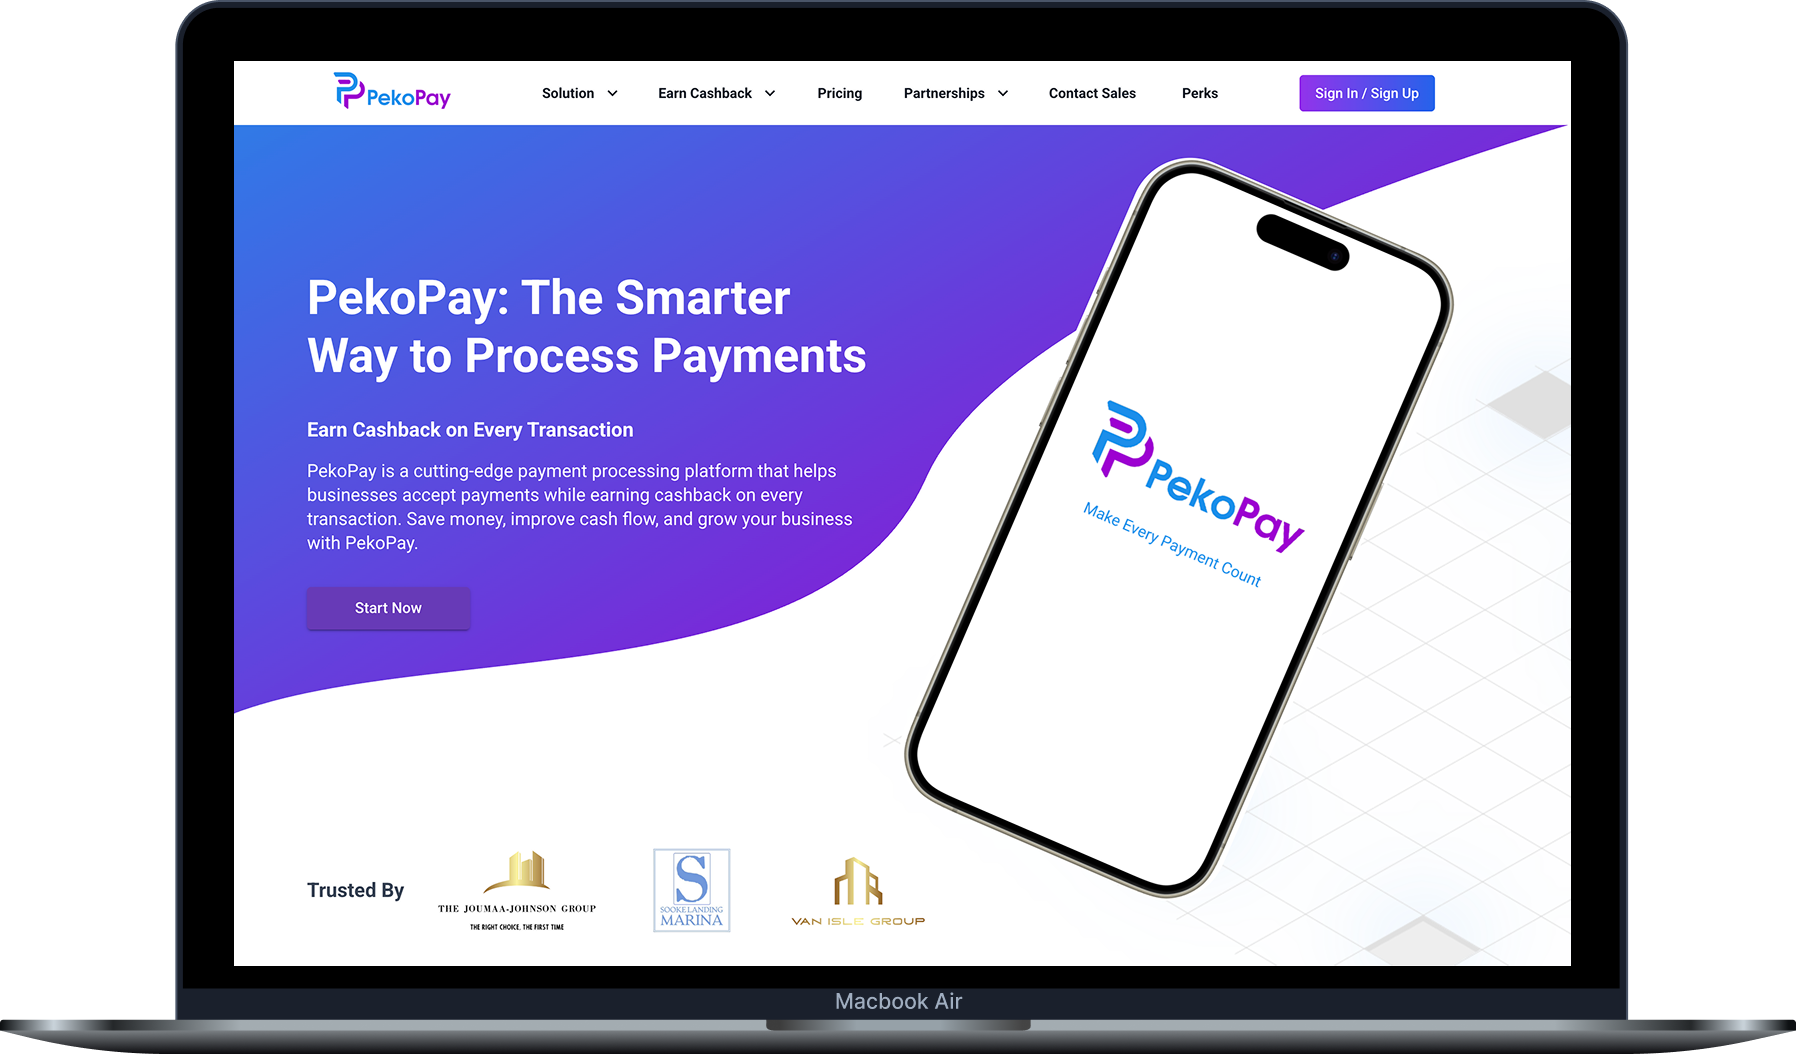 PekoPay
Solution
Earn Cashback
Pricing
Partnerships
Contact Sales
Perks
Sign In / Sign Up
PekoPay: The Smarter
Way to Process Payments
Earn Cashback on Every Transaction
PekoPay is a cutting-edge payment processing platform that helps
businesses accept payments while earning cashback on every
transaction. Save money, improve cash flow, and grow your business
with PekoPay.
Start Now
PekoPay
Make Every Payment Count
Trusted By
THE JOUMAA-JOHNSON GROUP
THE RIGHT CHOICE, THE FIRST TIME
S
SOOKE LANDING
MARINA
VAN ISLE GROUP
Macbook Air